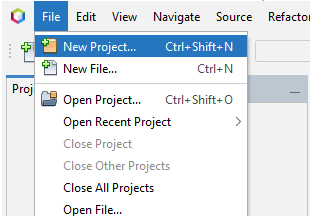 File Edit View Navigate Source Refactor
New Project... Ctrl+Shift+N
New File... Ctrl+N
Open Project... Ctrl+Shift+O
Open Recent Project
Close Project
Close Other Projects
Close All Projects
Open File...